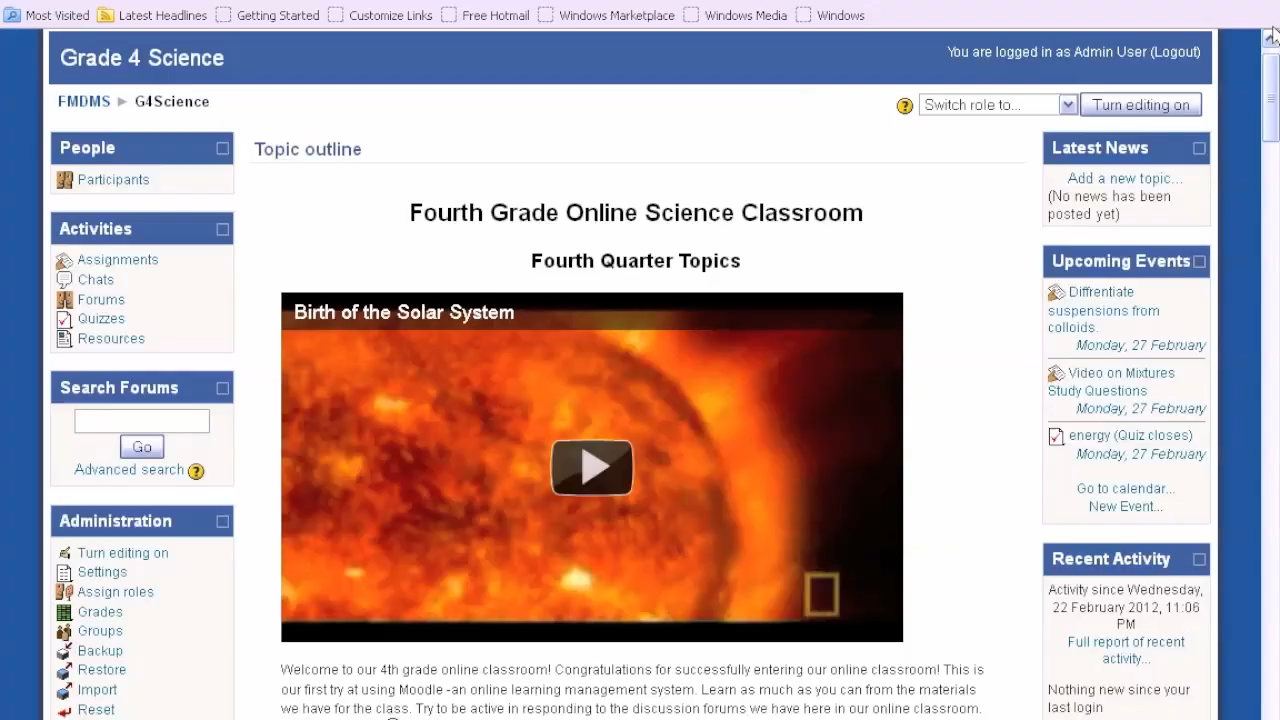 Most Visited Latest Headlines Getting Started Customize Links Free Hotmail Windows Marketplace Windows Media Windows
Grade 4 Science
You are logged in as Admin User (Logout)
FMDMS ► G4Science
Switch role to...
Turn editing on
People
Participants
Activities
Assignments
Chats
Forums
Quizzes
Resources
Search Forums
Go
Advanced search
Administration
Turn editing on
Settings
Assign roles
Grades
Groups
Backup
Restore
Import
Reset
Topic outline
Fourth Grade Online Science Classroom
Fourth Quarter Topics
Birth of the Solar System
Welcome to our 4th grade online classroom! Congratulations for successfully entering our online classroom! This is
our first try at using Moodle -an online learning management system. Learn as much as you can from the materials
we have for the class. Try to be active in responding to the discussion forums we have here in our online classroom.
Latest News
Add a new topic...
(No news has been
posted yet)
Upcoming Events
Diffrentiate
suspensions from
colloids.
Monday, 27 February
Video on Mixtures
Study Questions
Monday, 27 February
energy (Quiz closes)
Monday, 27 February
Go to calendar...
New Event...
Recent Activity
Activity since Wednesday,
22 February 2012, 11:06
PM
Full report of recent
activity...
Nothing new since your
last login